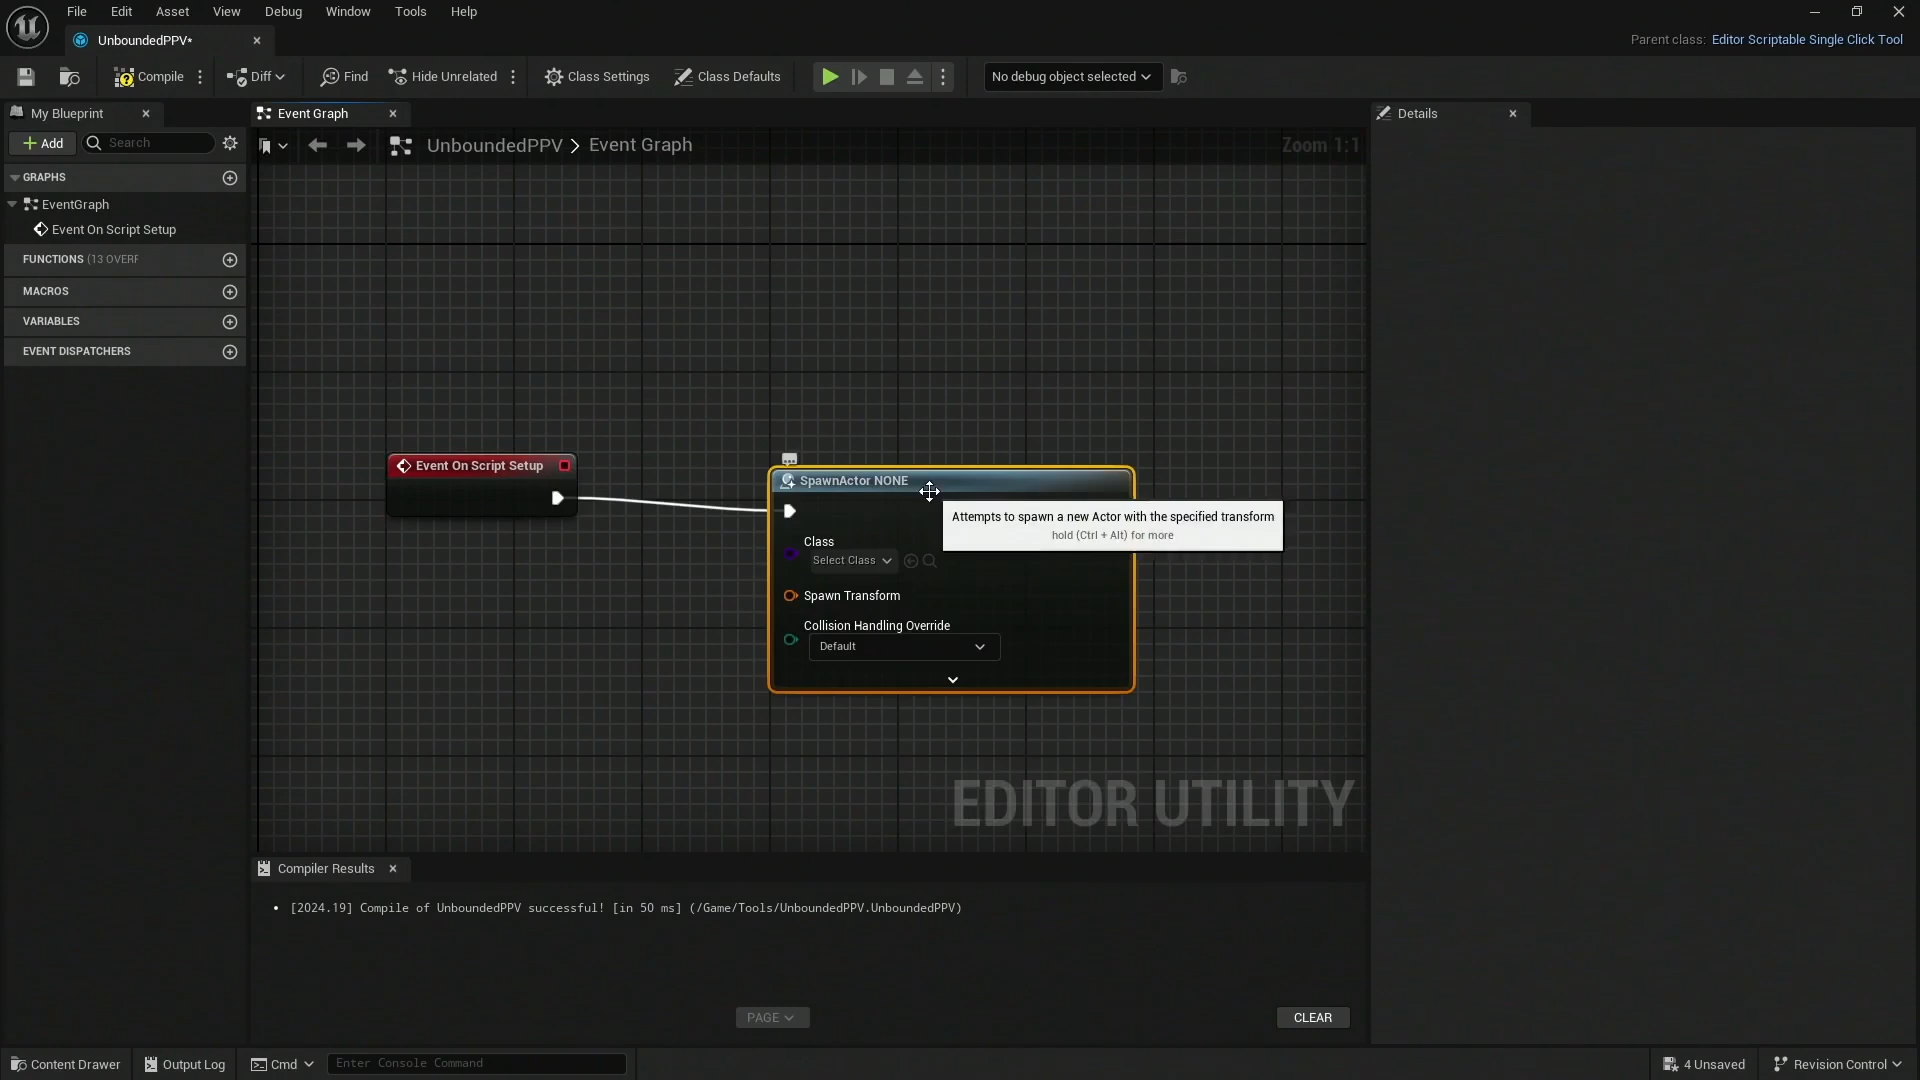 File Edit Asset View Debug Window Tools Help
UnboundedPPV*
Parent class: Editor Scriptable Single Click Tool
Compile Diff Find Hide Unrelated Class Settings Class Defaults No debug object selected
My Blueprint
Event Graph
Details
Add Search
UnboundedPPV > Event Graph
Zoom 1:1
GRAPHS
EventGraph
Event On Script Setup
FUNCTIONS (13 OVERF
MACROS
VARIABLES
EVENT DISPATCHERS
Event On Script Setup
SpawnActor NONE
Attempts to spawn a new Actor with the specified transform
hold (Ctrl + Alt) for more
Class
Select Class
Spawn Transform
Collision Handling Override
Default
EDITOR UTILITY
Compiler Results
• [2024.19] Compile of UnboundedPPV successful! [in 50 ms] (/Game/Tools/UnboundedPPV.UnboundedPPV)
PAGE
CLEAR
Content Drawer Output Log Cmd Enter Console Command 4 Unsaved Revision Control